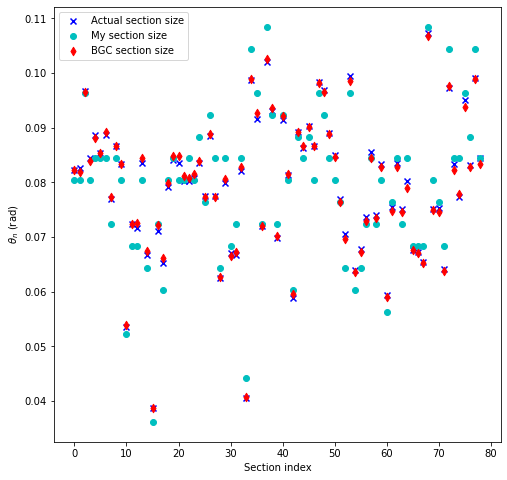 Actual section size
My section size
BGC section size
0.11
0.10
0.09
0.08
0.07
0.06
0.05
0.04
θₙ (rad)
0 10 20 30 40 50 60 70 80
Section index